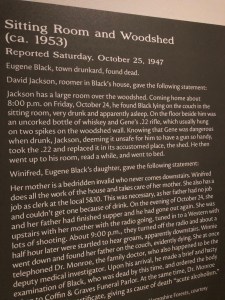 Sitting Room and Woodshed
(ca. 1953)
Reported Saturday, October 25, 1947
Eugene Black, town drunkard, found dead.
David Jackson, roomer in Black's house, gave the following statement:
Jackson has a large room over the woodshed. Coming home about
8:00 p.m. on Friday, October 24, he found Black lying on the couch in the
sitting room, very drunk and apparently asleep. On the floor beside him was
an uncorked bottle of whiskey and Gene's .22 rifle, which usually hung
on two spikes on the woodshed wall. Knowing that Gene was dangerous
when drunk, Jackson, deeming it unsafe for him to have a gun so handy,
took the .22 and replaced it in its accustomed place, the shed. He then
went up to his room, read a while, and went to bed.
Winifred, Eugene Black's daughter, gave the following statement:
Her mother is a bedridden invalid who never comes downstairs. Winifred
does all the work of the house and takes care of her mother. She also has a
job as clerk at the local 5&10. This was necessary, as her father had no job
and couldn't get one because of drink. On the evening of October 24, she
and her father had finished supper and he had gone out again. She was
upstairs with her mother with the radio going, tuned in to a Western with
lots of shooting. About 9:00 p.m., they turned off the radio and about a
half hour later were startled to hear groans, apparently downstairs.
went down and found her father on the couch, evidently dying. She at once
telephoned Dr. Monroe, the family doctor, who also happened to be the
deputy medical investigator. Upon his arrival, he made a brief and
examination of Black, who was dead by this time, and ordered the body
to Coffin & Graves Funeral Parlor. At the same time, Dr.
certificate, giving as cause of death "acute alcoholism."